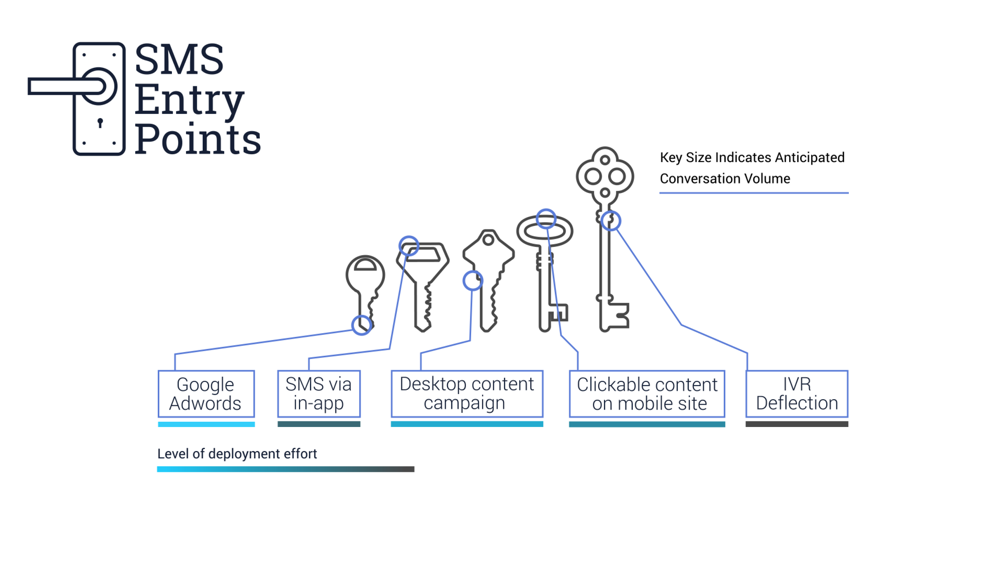 SMS
Entry
Points
Key Size Indicates Anticipated
Conversation Volume
Google
Adwords
SMS via
in-app
Desktop content
campaign
Clickable content
on mobile site
IVR
Deflection
Level of deployment effort